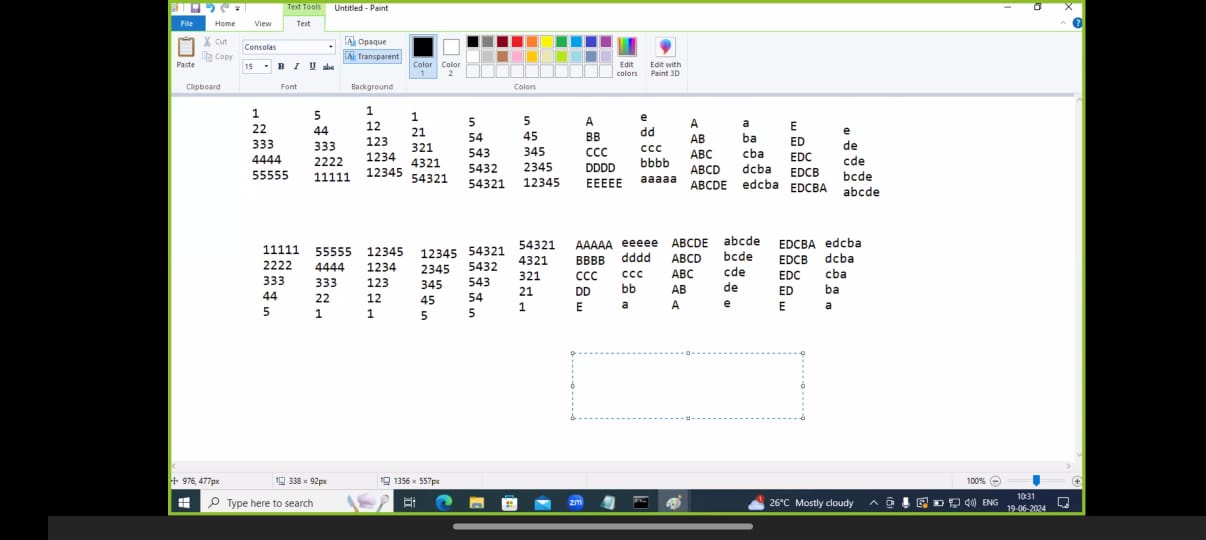 Text Tools
Untitled - Paint
File
Home
View
Text
Paste
Cut
Copy
Clipboard
Consolas
15
B
I
U
abc
Font
Opaque
Transparent
Background
Color 1
Color 2
Edit colors
Colors
Edit with Paint 3D
1
22
333
4444
55555
5
44
333
2222
11111
1
12
123
1234
12345
1
21
321
4321
54321
5
54
543
5432
54321
5
45
345
2345
12345
A
BB
CCC
DDDD
EEEEE
e
dd
ccc
bbbb
aaaaa
A
AB
ABC
ABCD
ABCDE
a
ba
cba
dcba
edcba
E
ED
EDC
EDCB
EDCBA
e
de
cde
bcde
abcde
11111
2222
333
44
5
55555
4444
333
22
1
12345
1234
123
12
1
12345
2345
345
45
5
54321
5432
543
54
5
54321
4321
321
21
1
AAAAA
BBBB
CCC
DD
E
eeeee
dddd
ccc
bb
a
ABCDE
ABCD
ABC
AB
A
abcde
bcde
cde
de
e
EDCBA
EDCB
EDC
ED
E
edcba
dcba
cba
ba
a
976, 477px
338 × 92px
1356 × 557px
100%
Type here to search
zm
26°C Mostly cloudy
ENG
10:31
19-06-2024